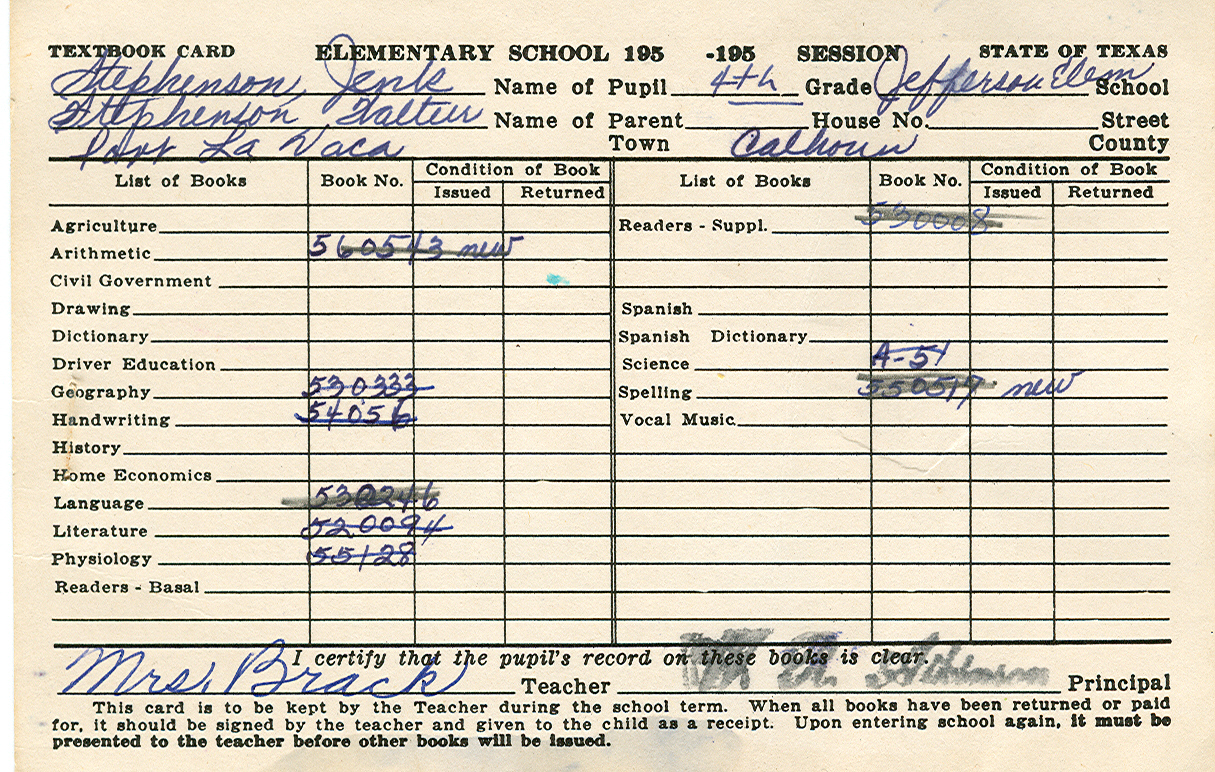 TEXTBOOK CARD ELEMENTARY SCHOOL 195 -195 SESSION STATE OF TEXAS
Stephenson, Jenk Name of Pupil 4th Grade Jefferson Elem School
Stephenson Walter Name of Parent House No. Street
Port La Vaca Town Calhoun County
List of Books Book No. Condition of Book Issued Returned List of Books Book No. Condition of Book Issued Returned
Agriculture Readers - Suppl. 530008
Arithmetic 560543 new
Civil Government
Drawing Spanish
Dictionary Spanish Dictionary
Driver Education Science A-51
Geography 530333 Spelling 550517 new
Handwriting 54056 Vocal Music
History
Home Economics
Language 530246
Literature 520094
Physiology 55128
Readers - Basal
I certify that the pupil's record on these books is clear.
Mrs. Brack Teacher Principal
This card is to be kept by the Teacher during the school term. When all books have been returned or paid
for, it should be signed by the teacher and given to the child as a receipt. Upon entering school again, it must be
presented to the teacher before other books will be issued.